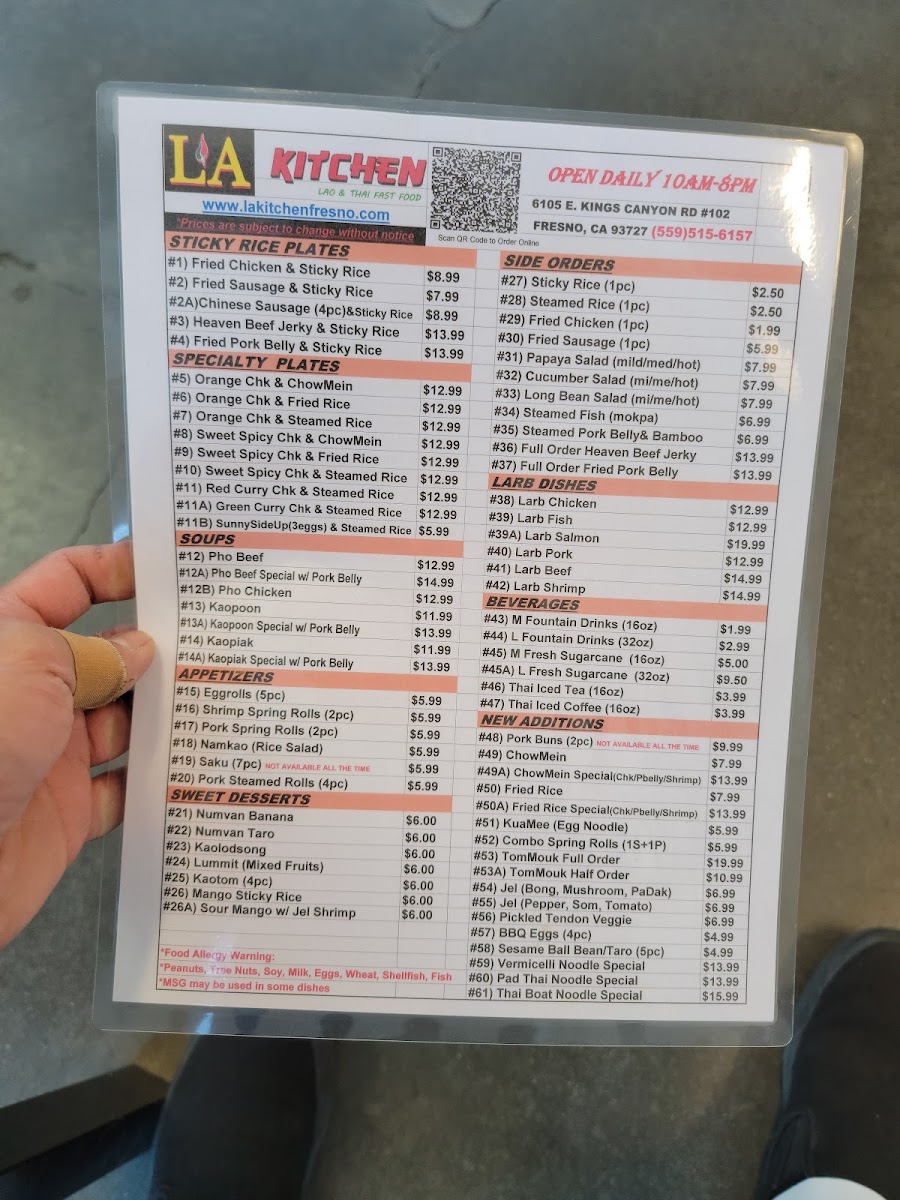 LA KITCHEN
LAO & THAI FAST FOOD
www.lakitchenfresno.com
*Prices are subject to change without notice
Scan QR Code to Order Online
OPEN DAILY 10AM-8PM
6105 E. KINGS CANYON RD #102
FRESNO, CA 93727 (559)515-6157
STICKY RICE PLATES
#1) Fried Chicken & Sticky Rice $8.99
#2) Fried Sausage & Sticky Rice $7.99
#2A)Chinese Sausage (4pc)&Sticky Rice $8.99
#3) Heaven Beef Jerky & Sticky Rice $13.99
#4) Fried Pork Belly & Sticky Rice $13.99
SPECIALTY PLATES
#5) Orange Chk & ChowMein $12.99
#6) Orange Chk & Fried Rice $12.99
#7) Orange Chk & Steamed Rice $12.99
#8) Sweet Spicy Chk & ChowMein $12.99
#9) Sweet Spicy Chk & Fried Rice $12.99
#10) Sweet Spicy Chk & Steamed Rice $12.99
#11) Red Curry Chk & Steamed Rice $12.99
#11A) Green Curry Chk & Steamed Rice $12.99
#11B) SunnySideUp(3eggs) & Steamed Rice $5.99
SOUPS
#12) Pho Beef $12.99
#12A) Pho Beef Special w/ Pork Belly $14.99
#12B) Pho Chicken $12.99
#13) Kaopoon $11.99
#13A) Kaopoon Special w/ Pork Belly $13.99
#14) Kaopiak $11.99
#14A) Kaopiak Special w/ Pork Belly $13.99
APPETIZERS
#15) Eggrolls (5pc) $5.99
#16) Shrimp Spring Rolls (2pc) $5.99
#17) Pork Spring Rolls (2pc) $5.99
#18) Namkao (Rice Salad) $5.99
#19) Saku (7pc) NOT AVAILABLE ALL THE TIME $5.99
#20) Pork Steamed Rolls (4pc) $5.99
SWEET DESSERTS
#21) Numvan Banana $6.00
#22) Numvan Taro $6.00
#23) Kaolodsong $6.00
#24) Lummit (Mixed Fruits) $6.00
#25) Kaotom (4pc) $6.00
#26) Mango Sticky Rice $6.00
#26A) Sour Mango w/ Jel Shrimp $6.00
*Food Allergy Warning:
*Peanuts, Tree Nuts, Soy, Milk, Eggs, Wheat, Shellfish, Fish
*MSG may be used in some dishes
SIDE ORDERS
#27) Sticky Rice (1pc) $2.50
#28) Steamed Rice (1pc) $2.50
#29) Fried Chicken (1pc) $1.99
#30) Fried Sausage (1pc) $5.99
#31) Papaya Salad (mild/med/hot) $7.99
#32) Cucumber Salad (mi/me/hot) $7.99
#33) Long Bean Salad (mi/me/hot) $7.99
#34) Steamed Fish (mokpa) $6.99
#35) Steamed Pork Belly& Bamboo $6.99
#36) Full Order Heaven Beef Jerky $13.99
#37) Full Order Fried Pork Belly $13.99
LARB DISHES
#38) Larb Chicken $12.99
#39) Larb Fish $12.99
#39A) Larb Salmon $19.99
#40) Larb Pork $12.99
#41) Larb Beef $14.99
#42) Larb Shrimp $14.99
BEVERAGES
#43) M Fountain Drinks (16oz) $1.99
#44) L Fountain Drinks (32oz) $2.99
#45) M Fresh Sugarcane (16oz) $5.00
#45A) L Fresh Sugarcane (32oz) $9.50
#46) Thai Iced Tea (16oz) $3.99
#47) Thai Iced Coffee (16oz) $3.99
NEW ADDITIONS
#48) Pork Buns (2pc) NOT AVAILABLE ALL THE TIME $9.99
#49) ChowMein $7.99
#49A) ChowMein Special(Chk/Pbelly/Shrimp) $13.99
#50) Fried Rice $7.99
#50A) Fried Rice Special(Chk/Pbelly/Shrimp) $13.99
#51) KuaMee (Egg Noodle) $5.99
#52) Combo Spring Rolls (1S+1P) $5.99
#53) TomMouk Full Order $19.99
#53A) TomMouk Half Order $10.99
#54) Jel (Bong, Mushroom, PaDak) $6.99
#55) Jel (Pepper, Som, Tomato) $6.99
#56) Pickled Tendon Veggie $6.99
#57) BBQ Eggs (4pc) $4.99
#58) Sesame Ball Bean/Taro (5pc) $4.99
#59) Vermicelli Noodle Special $13.99
#60) Pad Thai Noodle Special $13.99
#61) Thai Boat Noodle Special $15.99